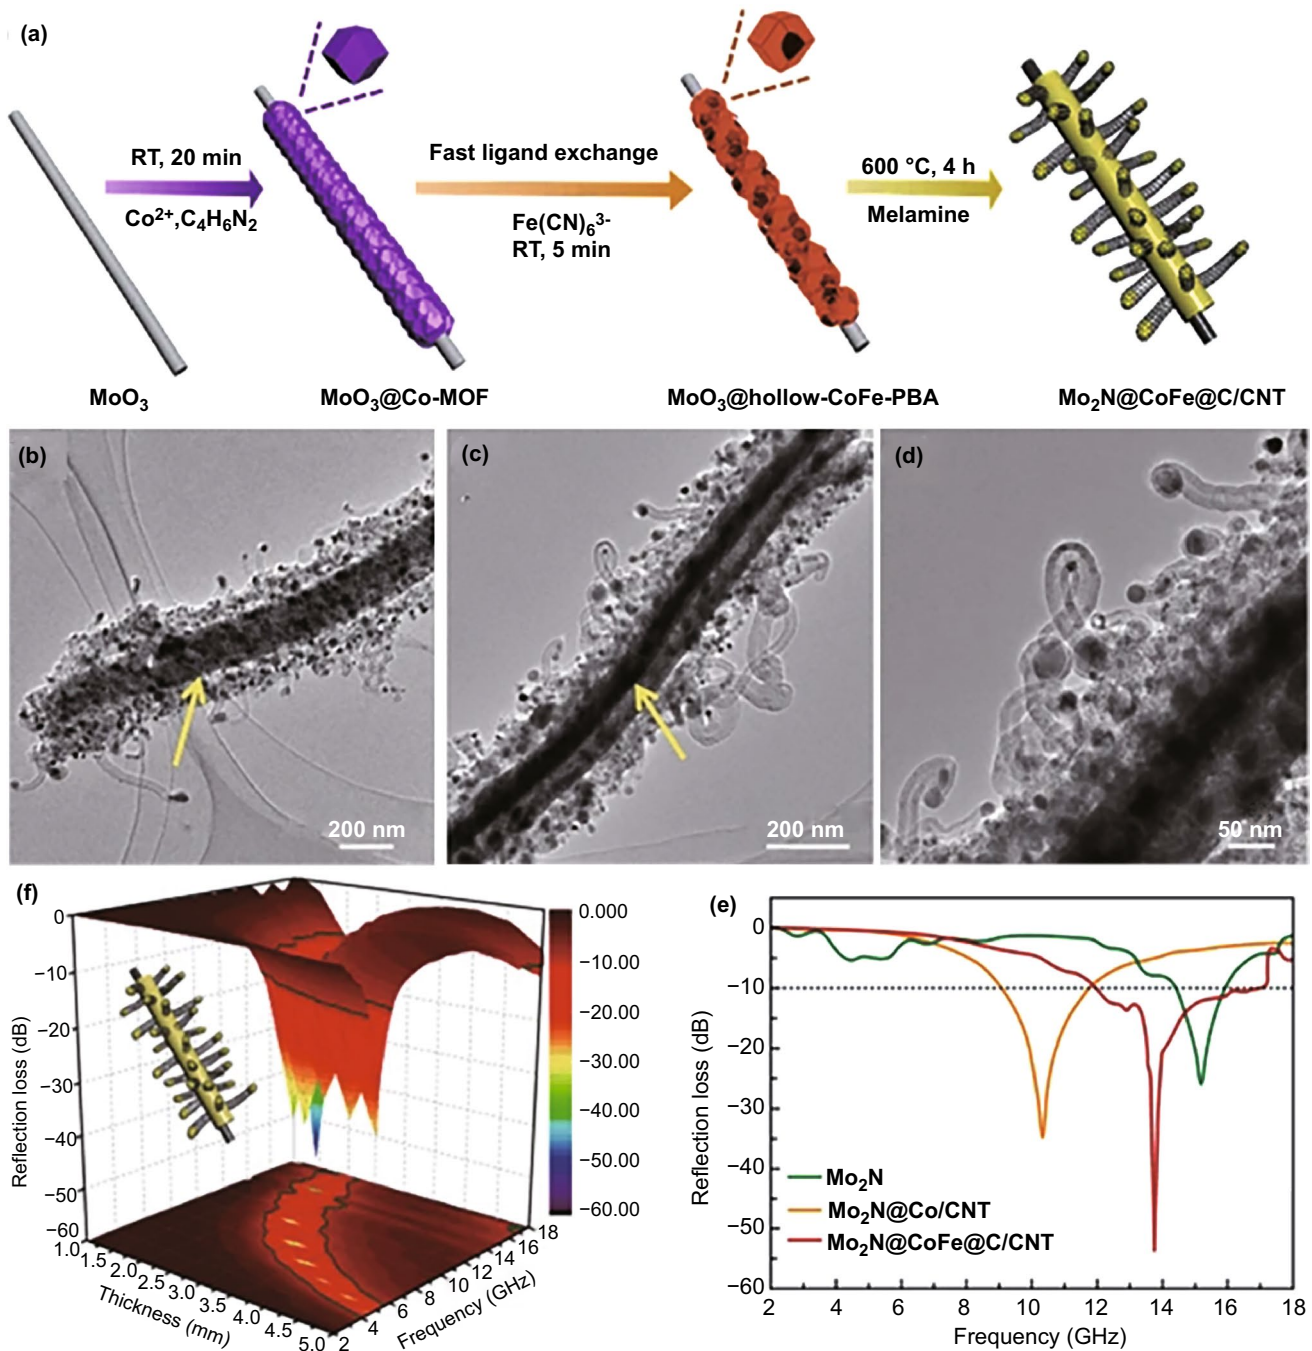 (a)
RT, 20 min
Co²⁺,C₄H₆N₂
Fast ligand exchange
Fe(CN)₆³⁻
RT, 5 min
600 °C, 4 h
Melamine
MoO₃
MoO₃@Co-MOF
MoO₃@hollow-CoFe-PBA
Mo₂N@CoFe@C/CNT
(b)
200 nm
(c)
200 nm
(d)
50 nm
(f)
0
−10
−20
−30
−40
−50
−60
Reflection loss (dB)
1.0
1.5
2.0
2.5
3.0
3.5
4.0
4.5
5.0
Thickness (mm)
2
4
6
8
10
12
14
16
18
Frequency (GHz)
0.000
−10.00
−20.00
−30.00
−40.00
−50.00
−60.00
(e)
0
−10
−20
−30
−40
−50
−60
Reflection loss (dB)
Mo₂N
Mo₂N@Co/CNT
Mo₂N@CoFe@C/CNT
2 4 6 8 10 12 14 16 18
Frequency (GHz)